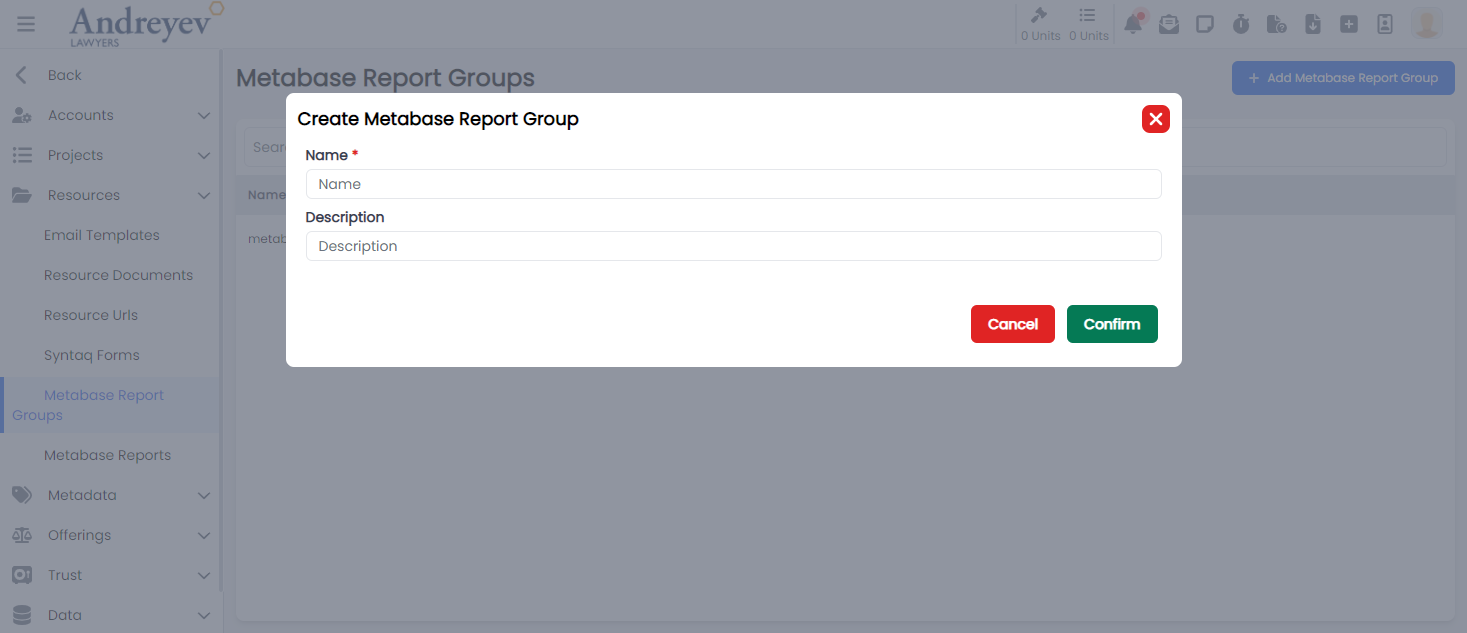 Andreyev
LAWYERS
0 Units 0 Units
Back
Metabase Report Groups
+ Add Metabase Report Group
Create Metabase Report Group
Accounts
Name *
Projects
Name
Resources
Name
Description
Email Templates
Description
Resource Documents
Resource Urls
Cancel
Confirm
Syntaq Forms
Metabase Report
Groups
Metabase Reports
Metadata
Offerings
Trust
Data